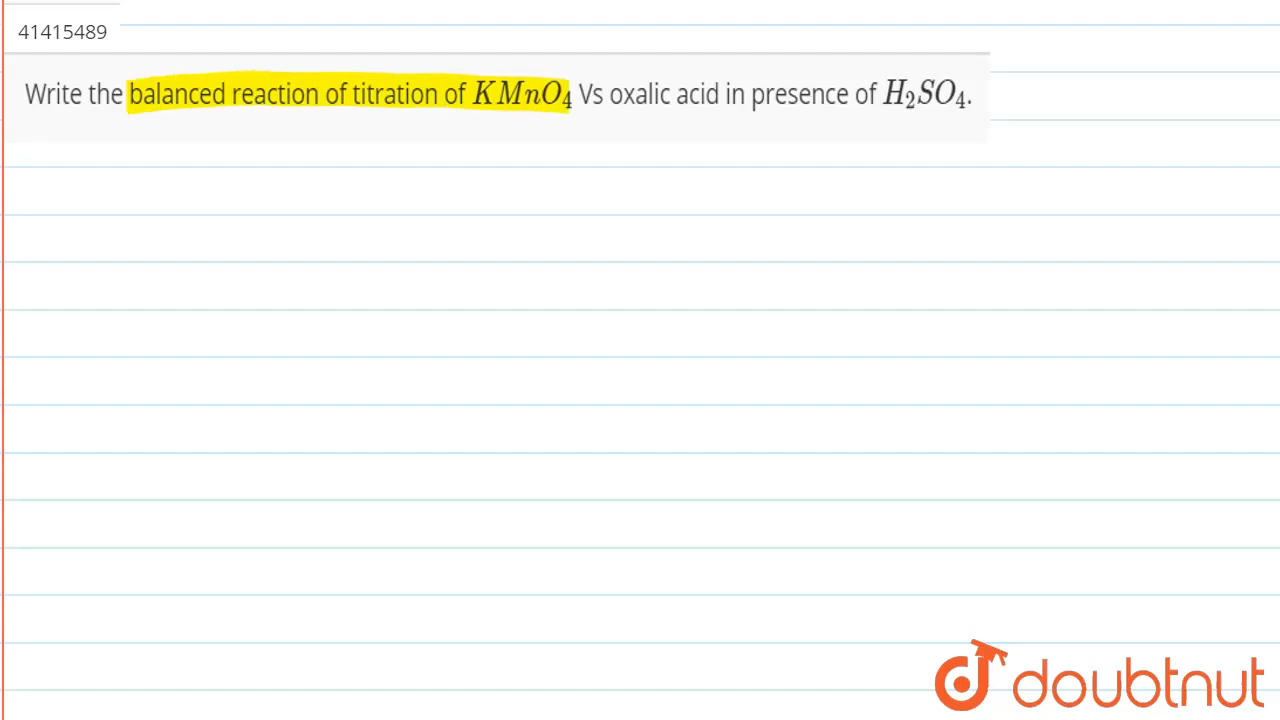 41415489
Write the balanced reaction of titration of KMnO₄ Vs oxalic acid in presence of H₂SO₄.
doubtnut